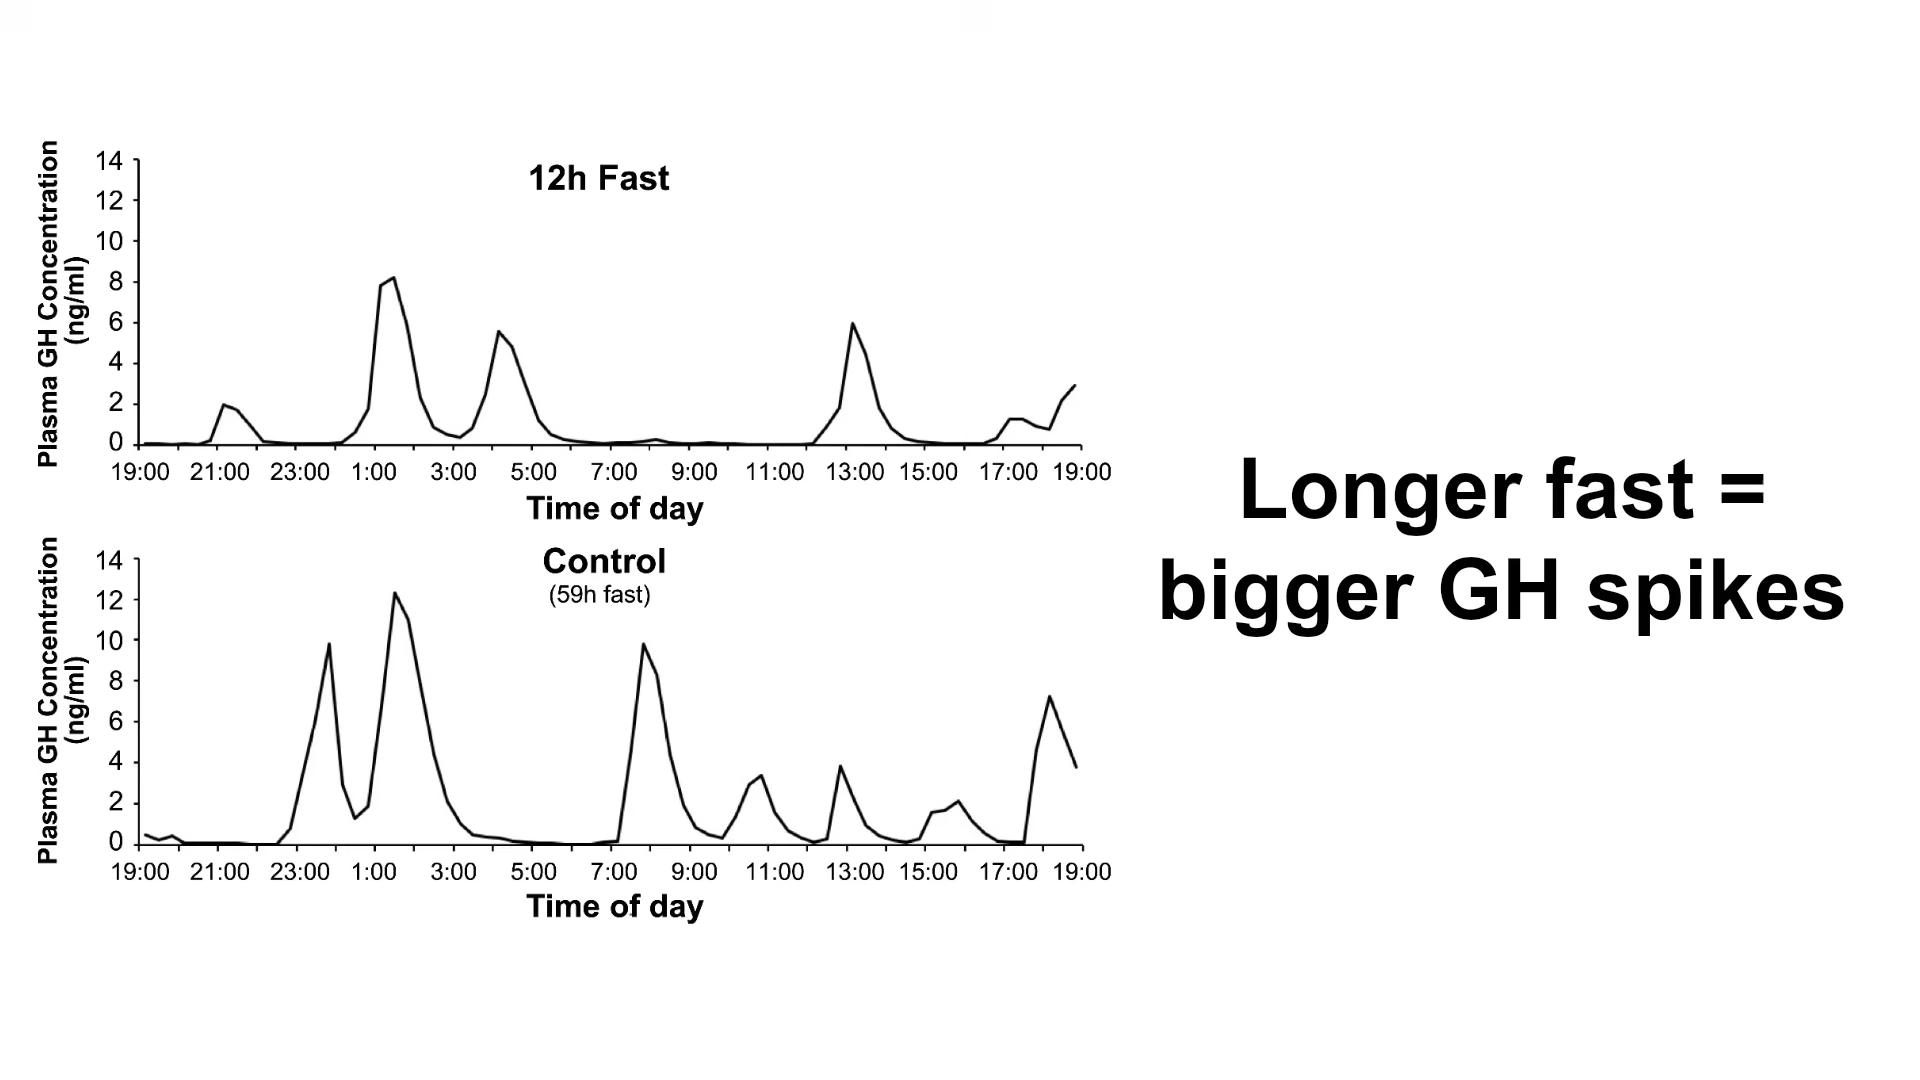 12h Fast
Plasma GH Concentration
(ng/ml)
14
12
10
8
6
4
2
0
19:00 21:00 23:00 1:00 3:00 5:00 7:00 9:00 11:00 13:00 15:00 17:00 19:00
Time of day
Control
(59h fast)
Plasma GH Concentration
(ng/ml)
14
12
10
8
6
4
2
0
19:00 21:00 23:00 1:00 3:00 5:00 7:00 9:00 11:00 13:00 15:00 17:00 19:00
Time of day
Longer fast =
bigger GH spikes